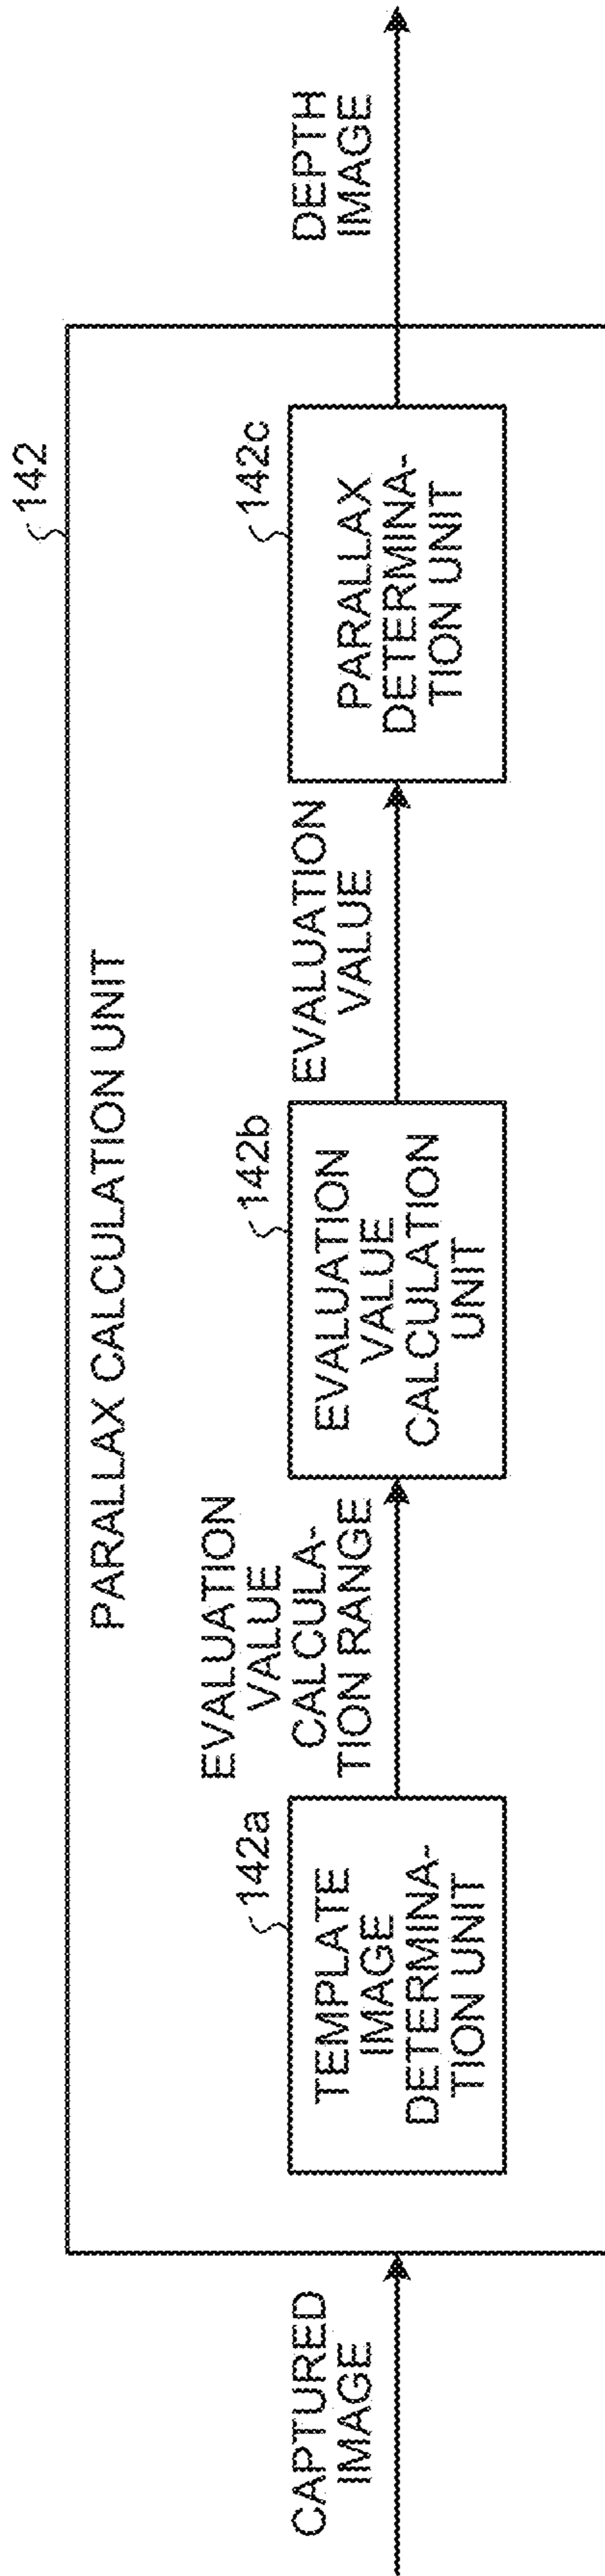 142
PARALLAX CALCULATION UNIT
CAPTURED
IMAGE
142a
TEMPLATE
IMAGE
DETERMINA-
TION UNIT
EVALUATION
VALUE
CALCULA-
TION RANGE
142b
EVALUATION
VALUE
CALCULATION
UNIT
EVALUATION
VALUE
142c
PARALLAX
DETERMINA-
TION UNIT
DEPTH
IMAGE